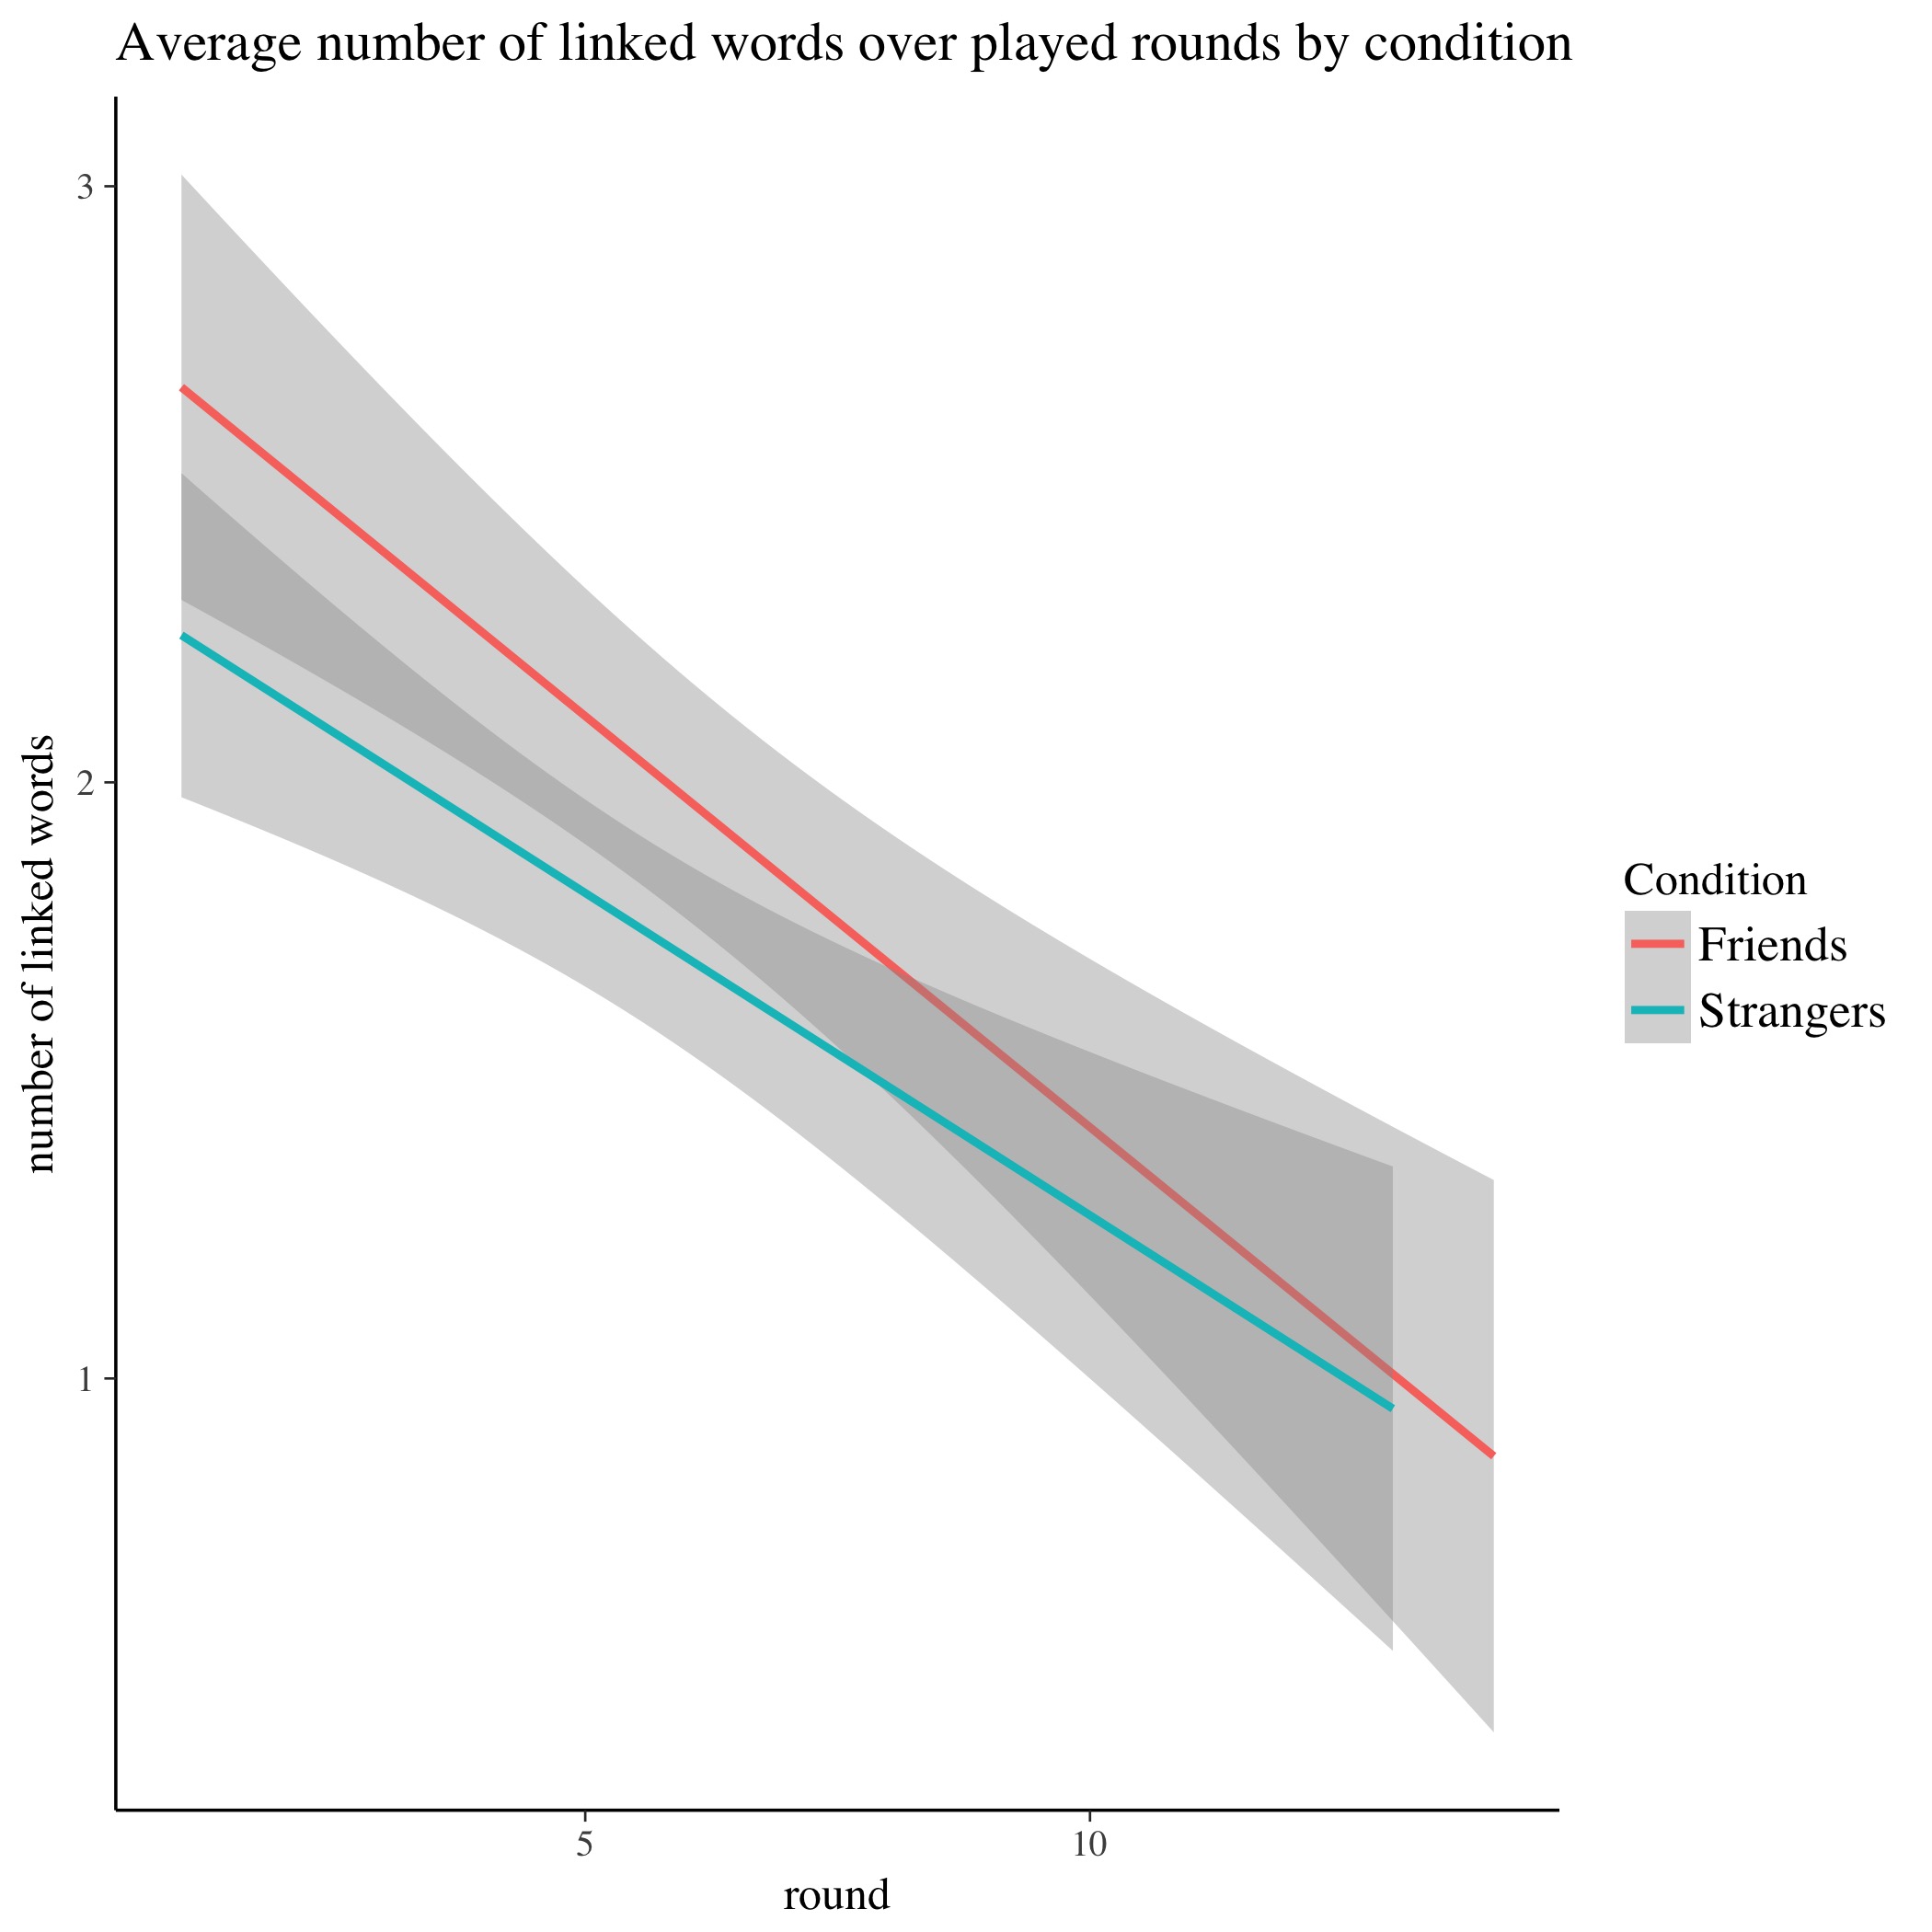 Average number of linked words over played rounds by condition
3
2
1
number of linked words
5
10
round
Condition
Friends
Strangers